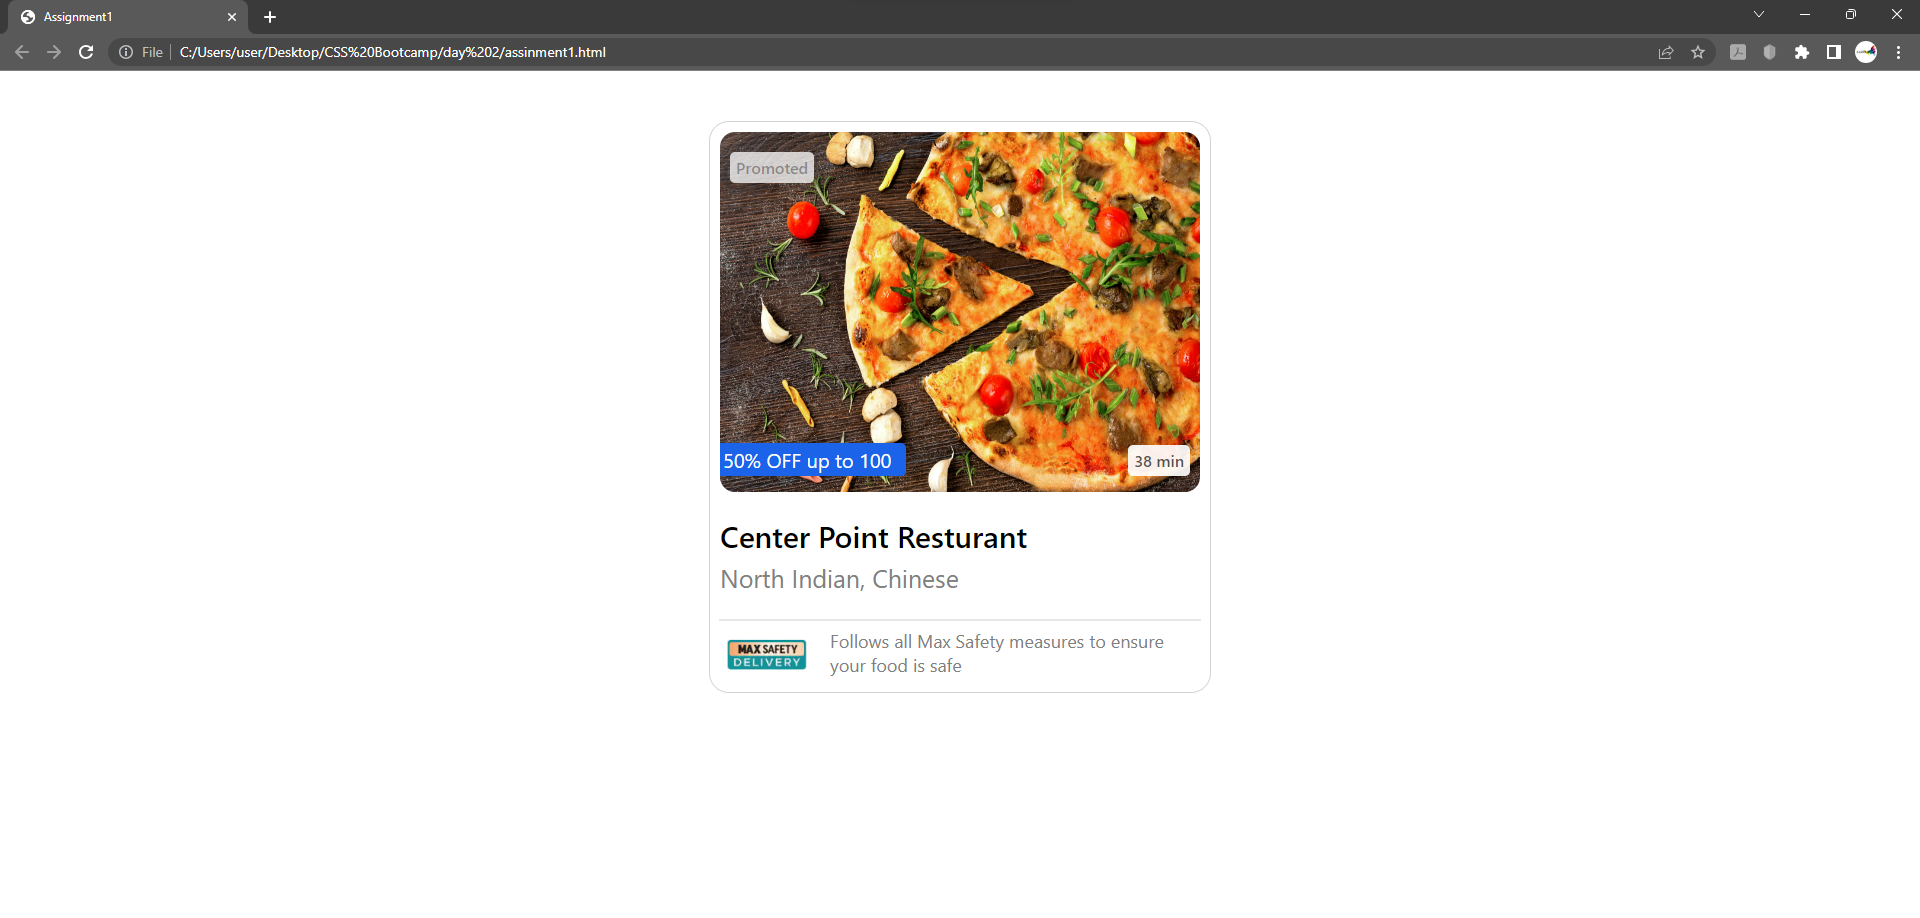 Assignment1
File
C:/Users/user/Desktop/CSS%20Bootcamp/day%202/assinment1.html
Promoted
50% OFF up to 100
38 min
Center Point Resturant
North Indian, Chinese
MAX SAFETY
DELIVERY
Follows all Max Safety measures to ensure
your food is safe